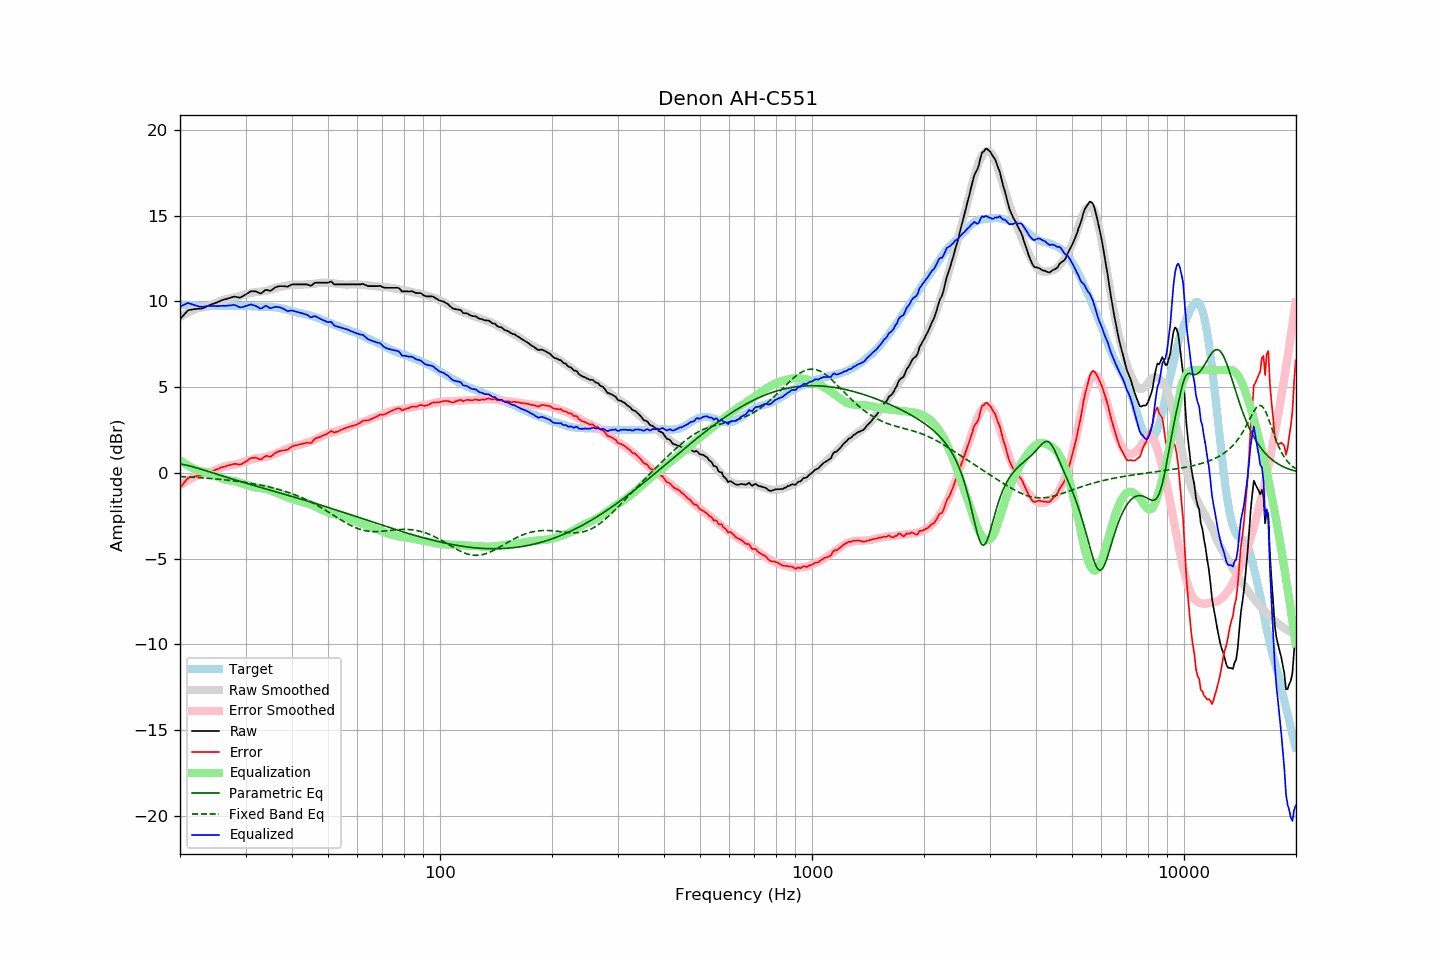 Denon AH-C551
20
15
10
5
0
−5
−10
−15
−20
Amplitude (dBr)
Target
Raw Smoothed
Error Smoothed
Raw
Error
Equalization
Parametric Eq
Fixed Band Eq
Equalized
100
1000
10000
Frequency (Hz)